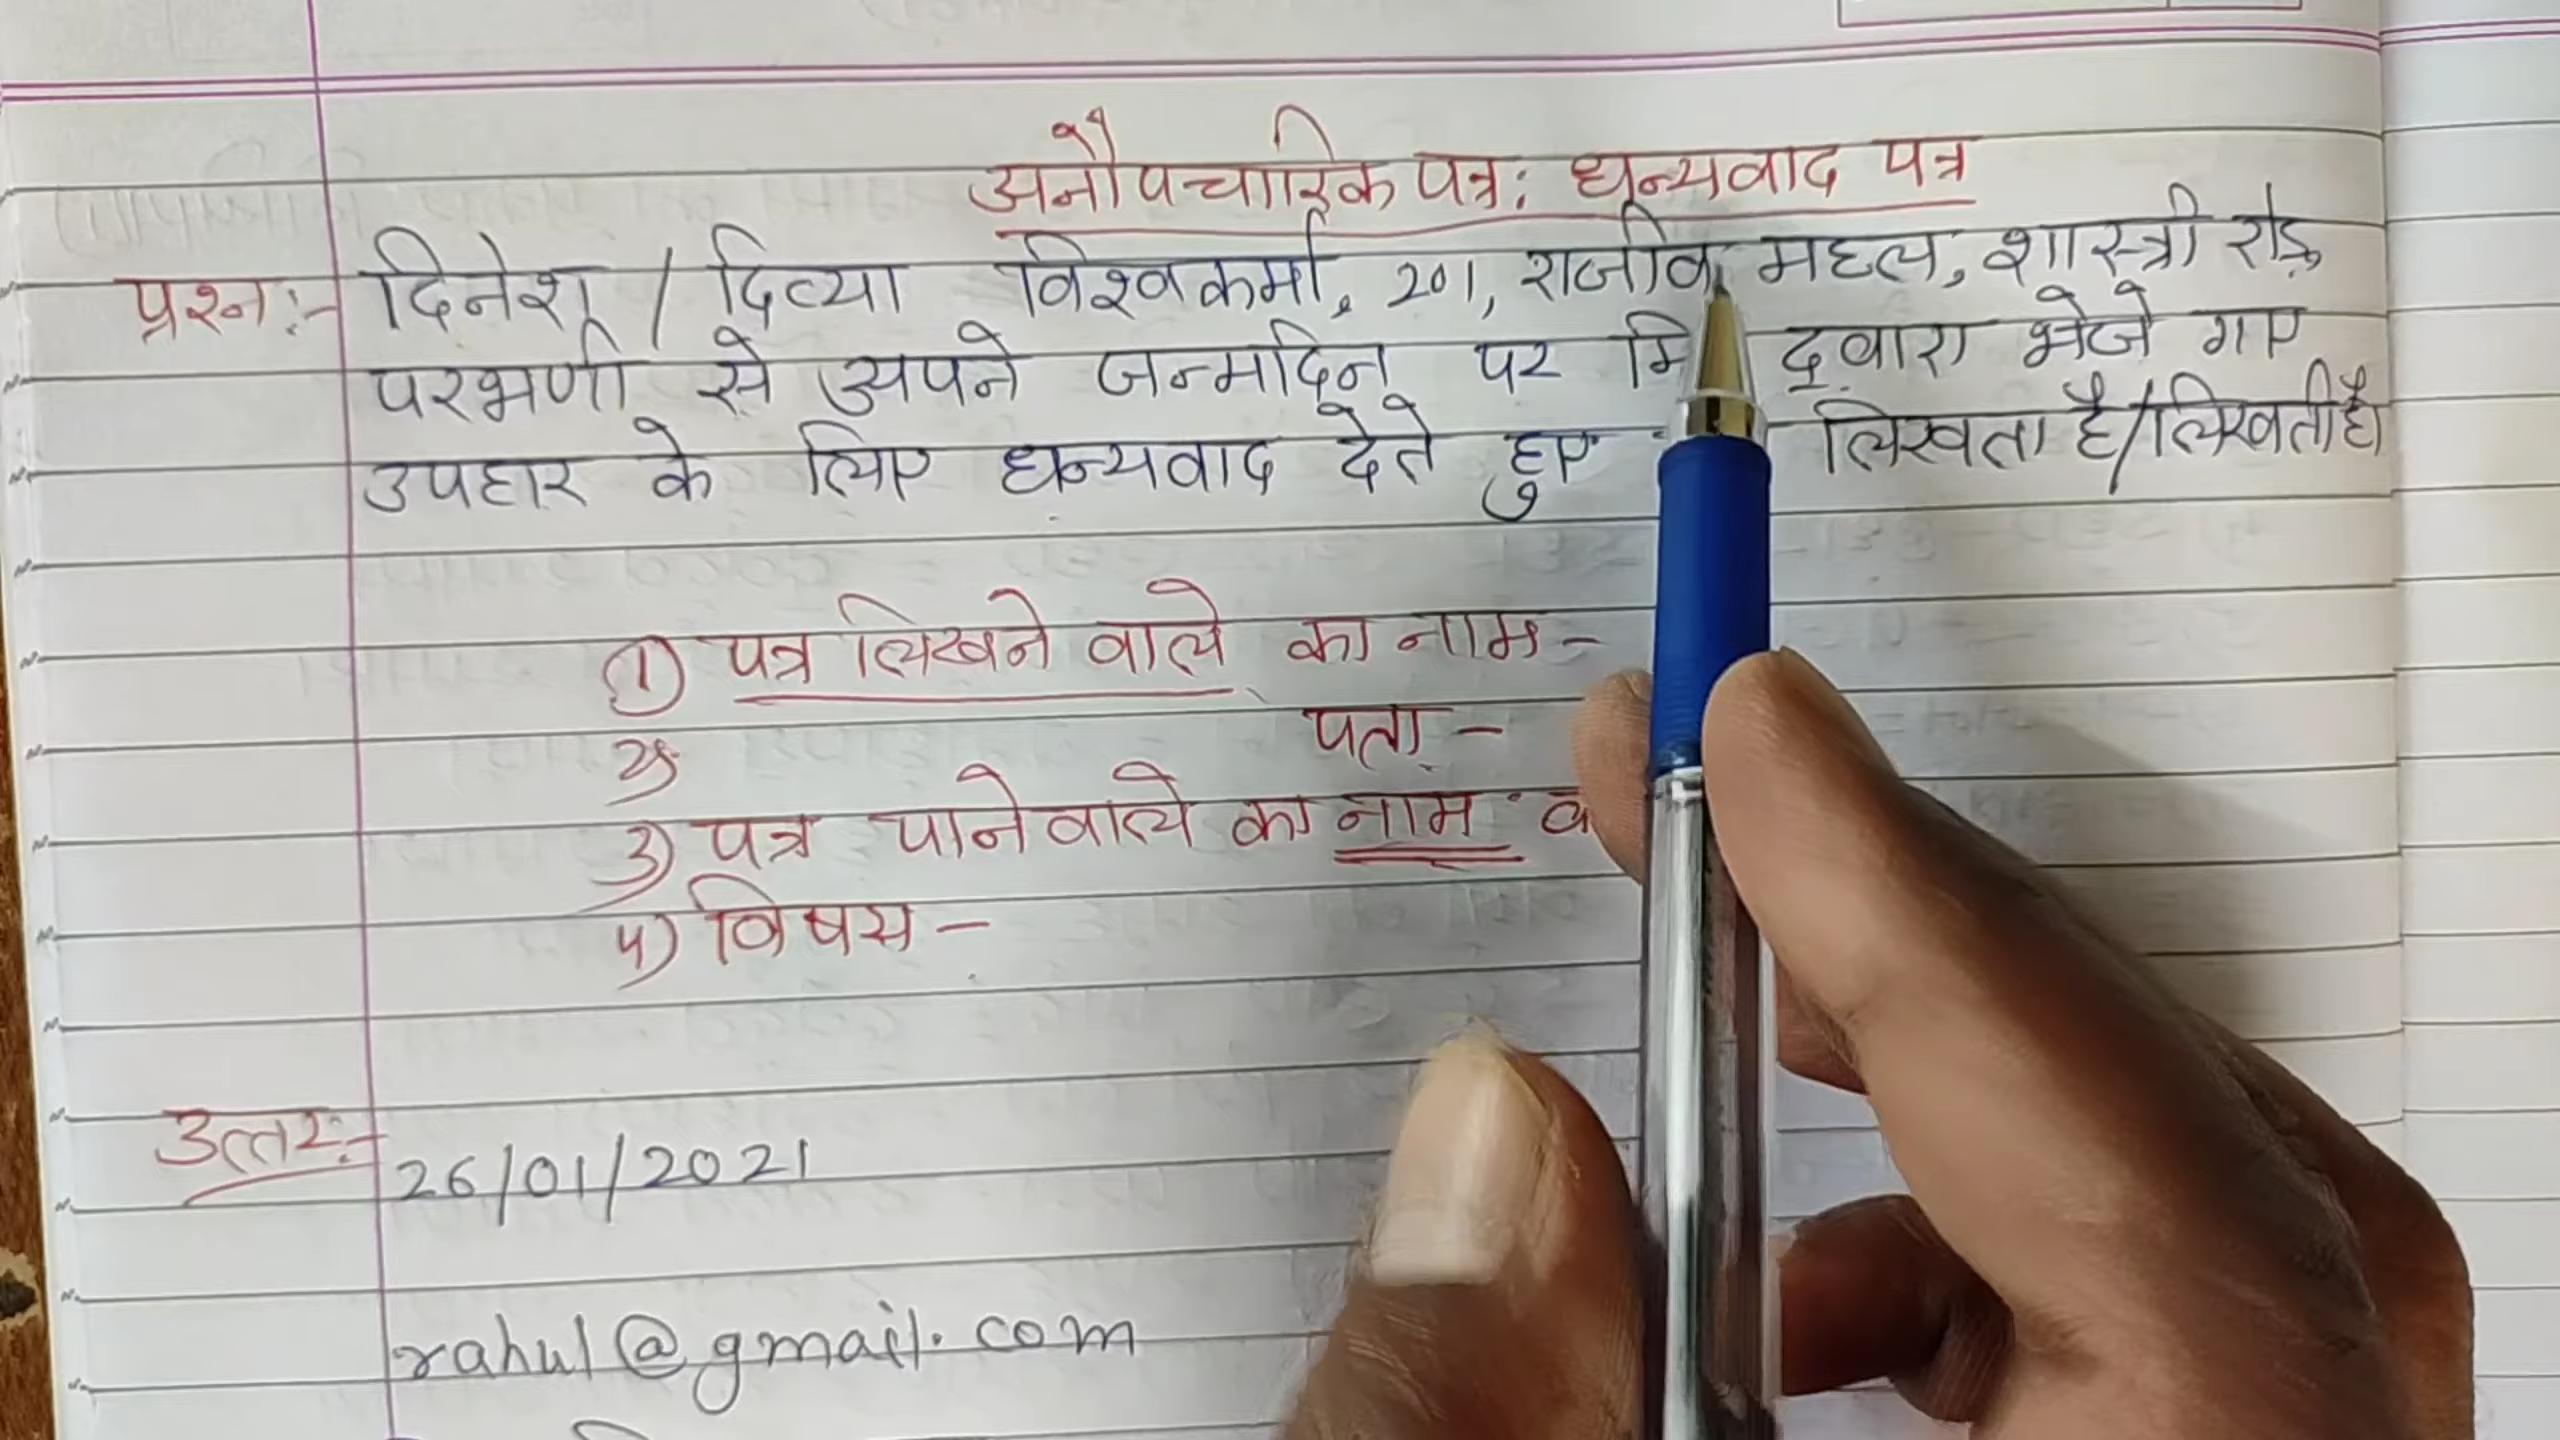 अनौपचारिक पत्र: धन्यवाद पत्र
प्रश्न:- दिनेश / दिव्या विश्वकर्मा, 201, राजीव महल, शास्त्री रोड़
परभणी से अपने जन्मदिन पर द्वारा भेजे गए
उपहार के लिए धन्यवाद देते हुए लिखता है/लिखती है
1) पत्र लिखने वाले का नाम-
2) पता -
3) पत्र पानेवाले का नाम
4) विषय -
उत्तर:- 26/01/2021
rahul@gmail.com